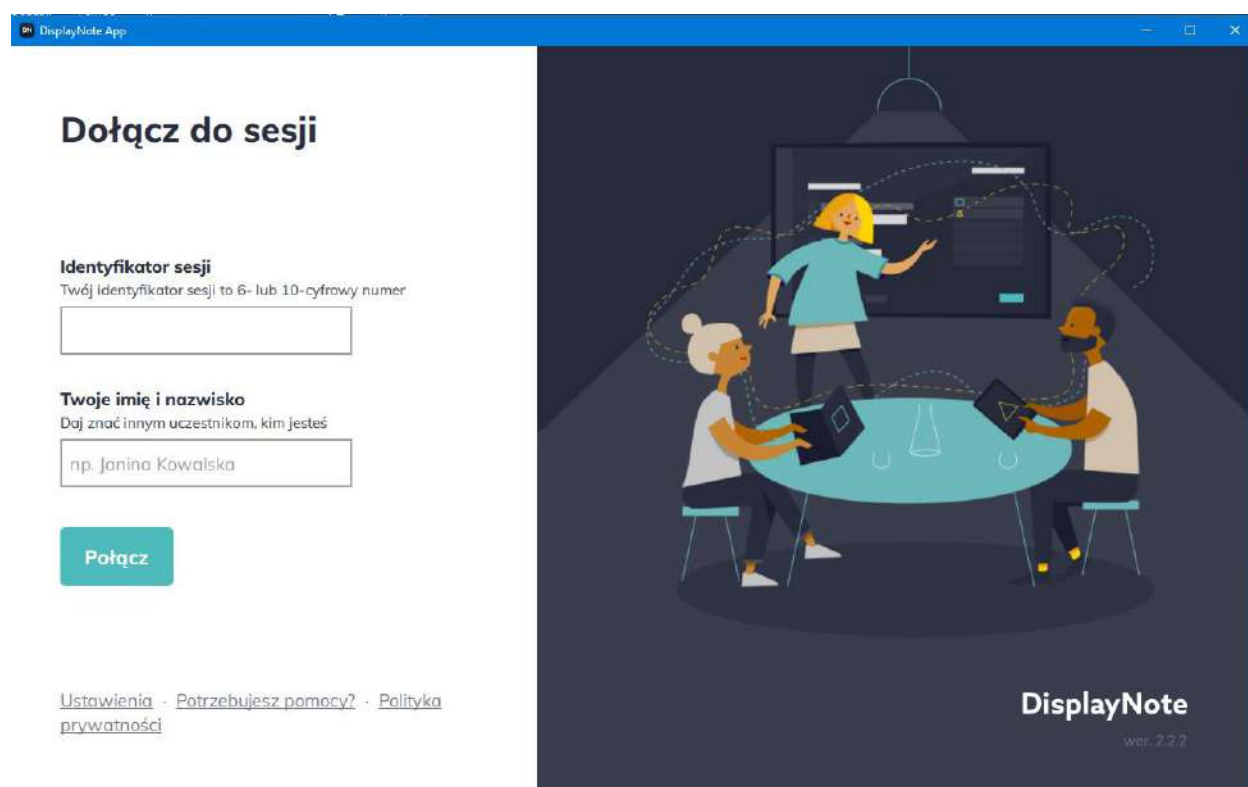 DisplayNote App
Dołącz do sesji
Identyfikator sesji
Twój identyfikator sesji to 6- lub 10-cyfrowy numer
Twoje imię i nazwisko
Daj znać innym uczestnikom, kim jesteś
np. Janina Kowalska
Połącz
Ustawienia · Potrzebujesz pomocy? · Polityka
prywatności
DisplayNote
wer. 2.2.2